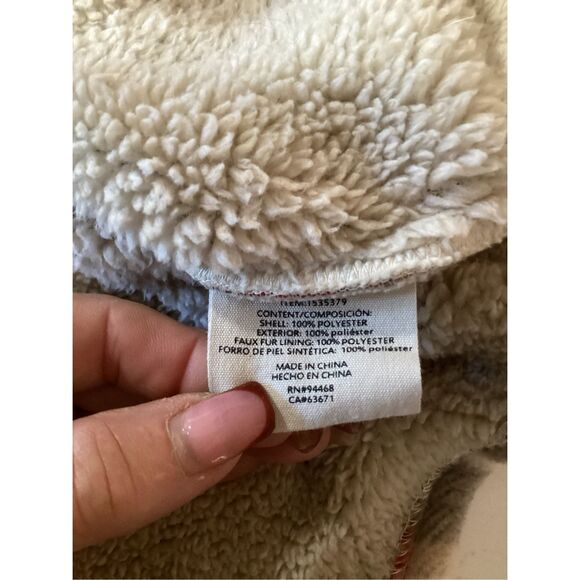 ITEM:1535379
CONTENT/COMPOSICIÓN:
SHELL: 100% POLYESTER
EXTERIOR: 100% poliéster
FAUX FUR LINING: 100% POLYESTER
FORRO DE PIEL SINTÉTICA: 100% poliéster
MADE IN CHINA
HECHO EN CHINA
RN#94468
CA#63671